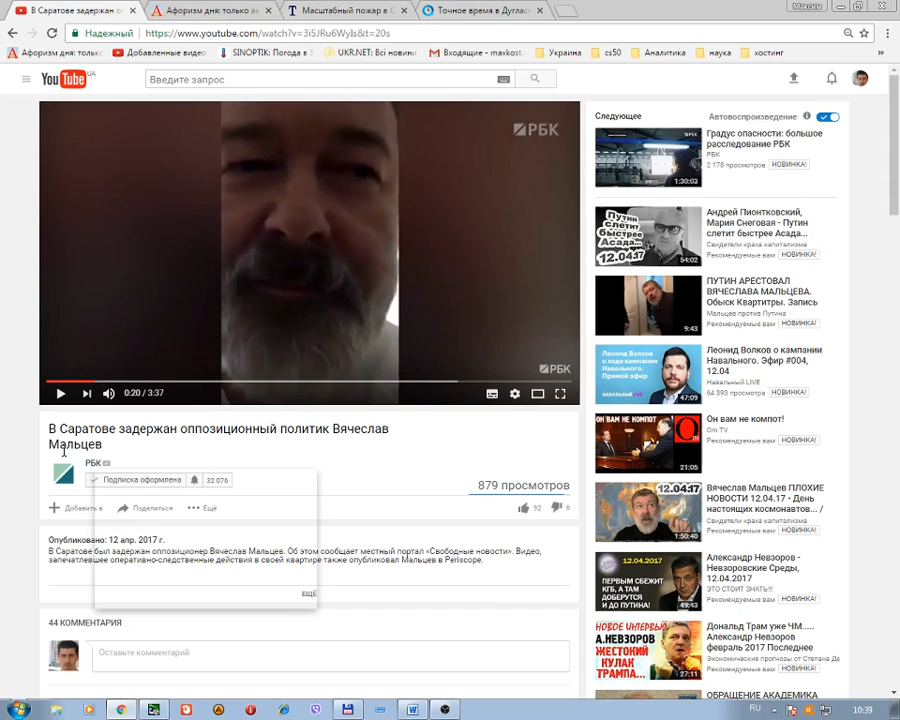 Максим
В Саратове задержан оп
Афоризм дня: только аг
Масштабный пожар в С
Точное время в Дуглас
Надежный
https://www.youtube.com/watch?v=3i5JRu6WyIs&t=20s
Афоризм дня: тольк
Добавленные видео
SINOPTIK: Погода в
UKR.NET: Всі новини
Входящие - maxkost
Украина
cs50
Аналитика
наука
хостинг
YouTube UA
Введите запрос
РБК
РБК
0:20 / 3:37
В Саратове задержан оппозиционный политик Вячеслав
Мальцев
РБК
Подписка оформлена
32 076
879 просмотров
Добавить в
Поделиться
Ещё
92
6
Опубликовано: 12 апр. 2017 г.
В Саратове был задержан оппозиционер Вячеслав Мальцев. Об этом сообщает местный портал «Свободные новости». Видео,
запечатлевшее оперативно-следственные действия в своей квартире также опубликовал Мальцев в Periscope.
ЕЩЁ
44 КОММЕНТАРИЯ
Оставьте комментарий
Следующее
Автовоспроизведение
Градус опасности: большое
расследование РБК
РБК
2 178 просмотров
НОВИНКА!
1:30:03
Андрей Пионтковский,
Мария Снеговая - Путин
слетит быстрее Асада...
Свидетели краха капитализма
Рекомендуемые вам
НОВИНКА!
Путин
слетит
быстрее
Асада...
12.04.17
54:02
ПУТИН АРЕСТОВАЛ
ВЯЧЕСЛАВА МАЛЬЦЕВА.
Обыск Квартитры. Запись
Мальцев против Путина
Рекомендуемые вам
НОВИНКА!
9:43
Леонид Волков о кампании
Навального. Эфир #004,
12.04
Навальный LIVE
64 393 просмотра
НОВИНКА!
Леонид Волков
о ходе кампании
Навального.
Прямой эфир
47:09
Он вам не компот!
Om TV
Рекомендуемые вам
НОВИНКА!
ОН ВАМ НЕ КОМПОТ
21:05
Вячеслав Мальцев ПЛОХИЕ
НОВОСТИ 12.04.17 - День
настоящих космонавтов... /
Свидетели краха капитализма
Рекомендуемые вам
НОВИНКА!
12.04.17
1:50:40
Александр Невзоров -
Невзоровские Среды,
12.04.2017
ЭТО СТОИТ ЗНАТЬ!!!
Рекомендуемые вам
НОВИНКА!
12.04.2017
ПЕРВЫМ СБЕЖИТ
КГБ, А ТАМ
ДОБЕРУТСЯ
И ДО ПУТИНА!
49:43
Дональд Трам уже ЧМ.....
Александр Невзоров
февраль 2017 Последнее
Экономические прогнозы от Степана Де
Рекомендуемые вам
НОВИНКА!
НОВОЕ ИНТЕРВЬЮ
А.НЕВЗОРОВ
ЖЕСТОКИЙ
КУЛАК
ТРАМПА...
27:11
ОБРАЩЕНИЕ АКАДЕМИКА
RU
10:39